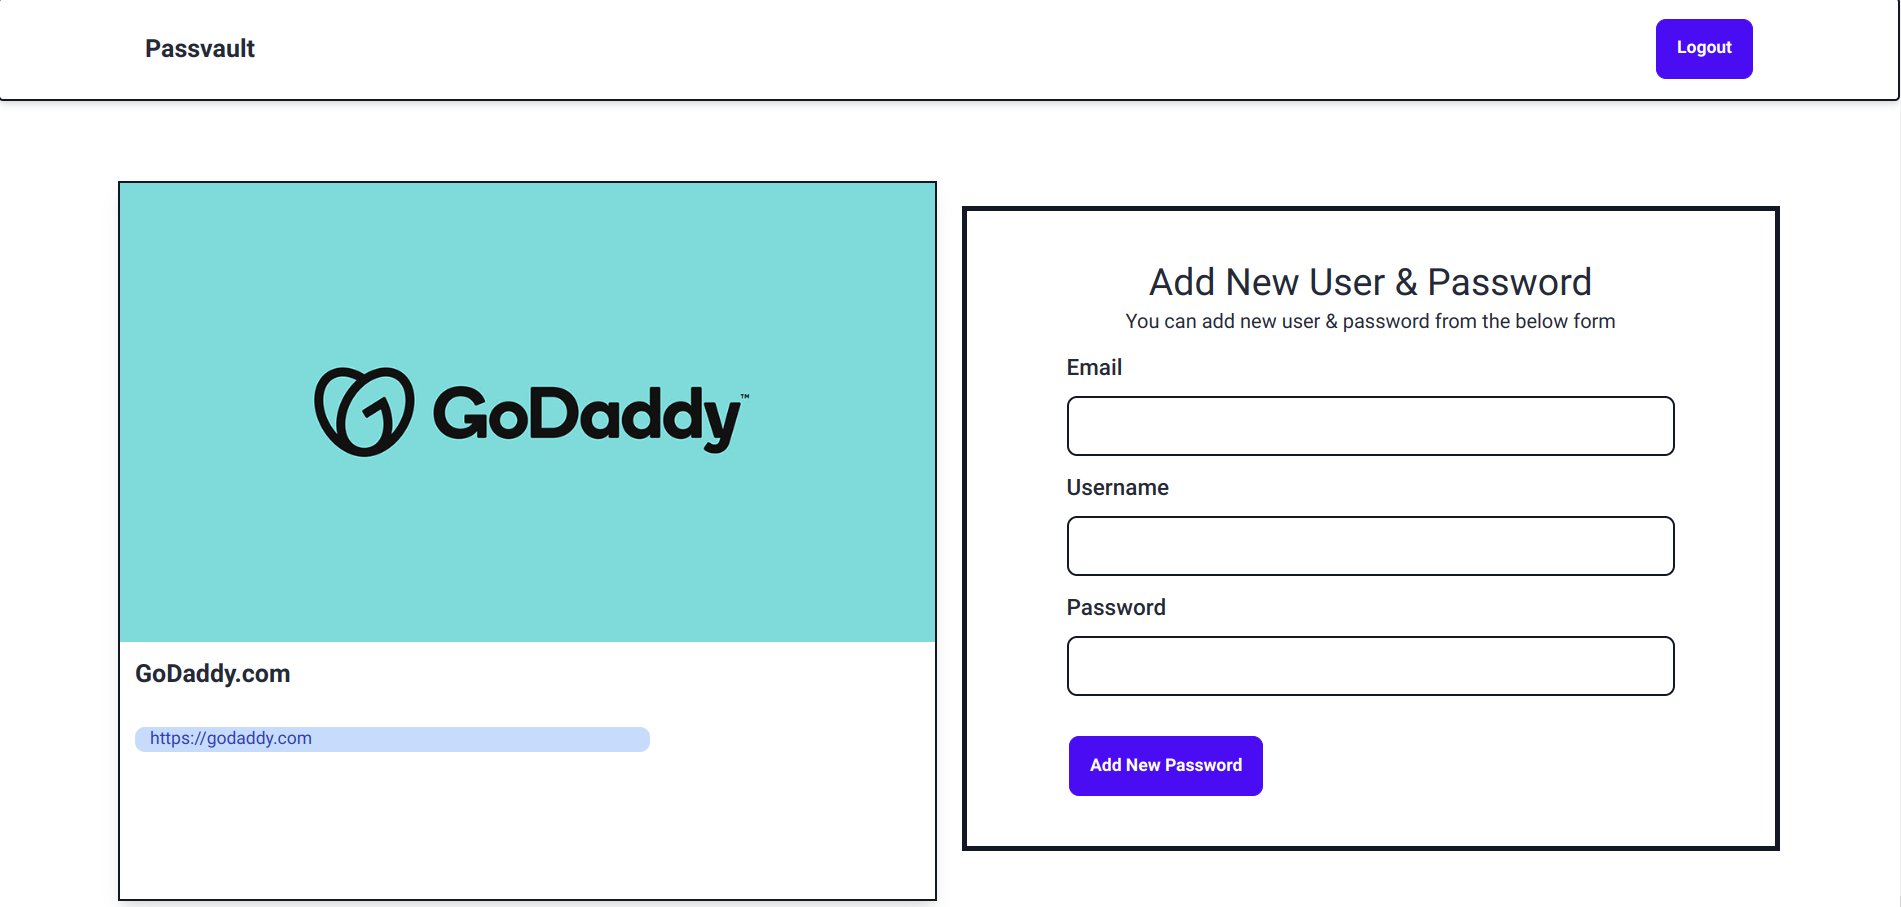 Passvault
Logout
GoDaddy™
GoDaddy.com
https://godaddy.com
Add New User & Password
You can add new user & password from the below form
Email
Username
Password
Add New Password